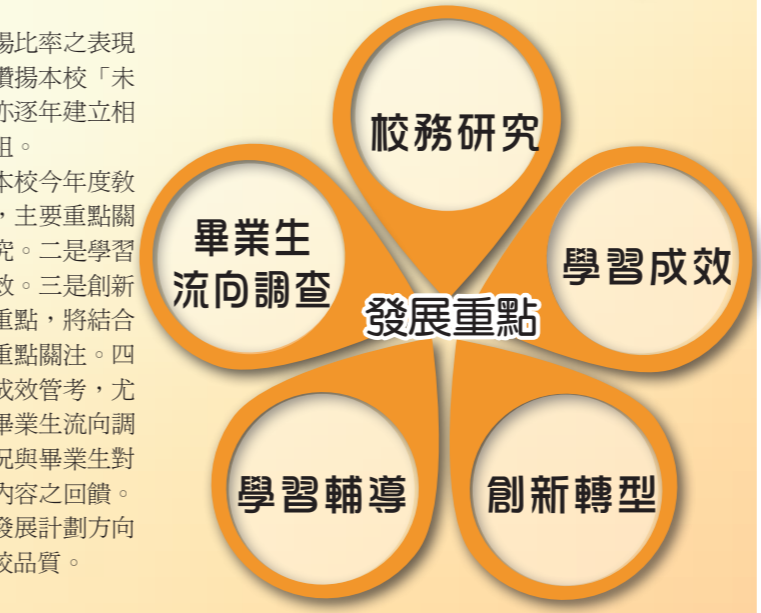 揚比率之表現
讚揚本校「未
亦逐年建立相
組。
本校今年度教
，主要重點關
究。二是學習
效。三是創新
重點，將結合
重點關注。四
成效管考，尤
畢業生流向調
況與畢業生對
內容之回饋。
發展計劃方向
校品質。
校務研究
畢業生
流向調查
學習成效
發展重點
學習輔導
創新轉型